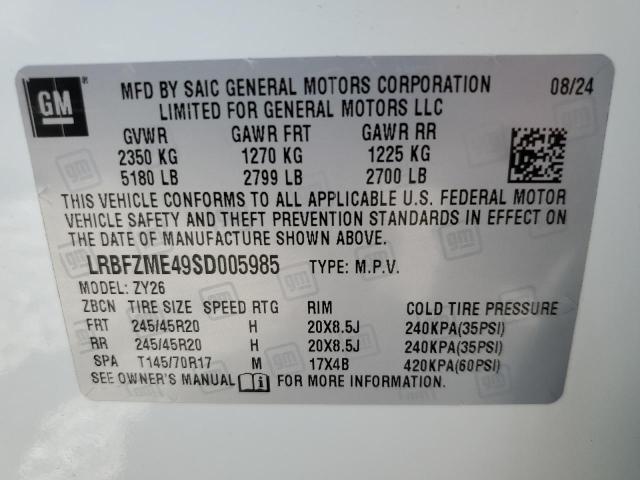 GM ®
MFD BY SAIC GENERAL MOTORS CORPORATION 08/24
LIMITED FOR GENERAL MOTORS LLC
GVWR GAWR FRT GAWR RR
2350 KG 1270 KG 1225 KG
5180 LB 2799 LB 2700 LB
THIS VEHICLE CONFORMS TO ALL APPLICABLE U.S. FEDERAL MOTOR
VEHICLE SAFETY AND THEFT PREVENTION STANDARDS IN EFFECT ON
THE DATE OF MANUFACTURE SHOWN ABOVE.
LRBFZME49SD005985 TYPE: M.P.V.
MODEL: ZY26
ZBCN TIRE SIZE SPEED RTG RIM COLD TIRE PRESSURE
FRT 245/45R20 H 20X8.5J 240KPA(35PSI)
RR 245/45R20 H 20X8.5J 240KPA(35PSI)
SPA T145/70R17 M 17X4B 420KPA(60PSI)
SEE OWNER'S MANUAL FOR MORE INFORMATION.